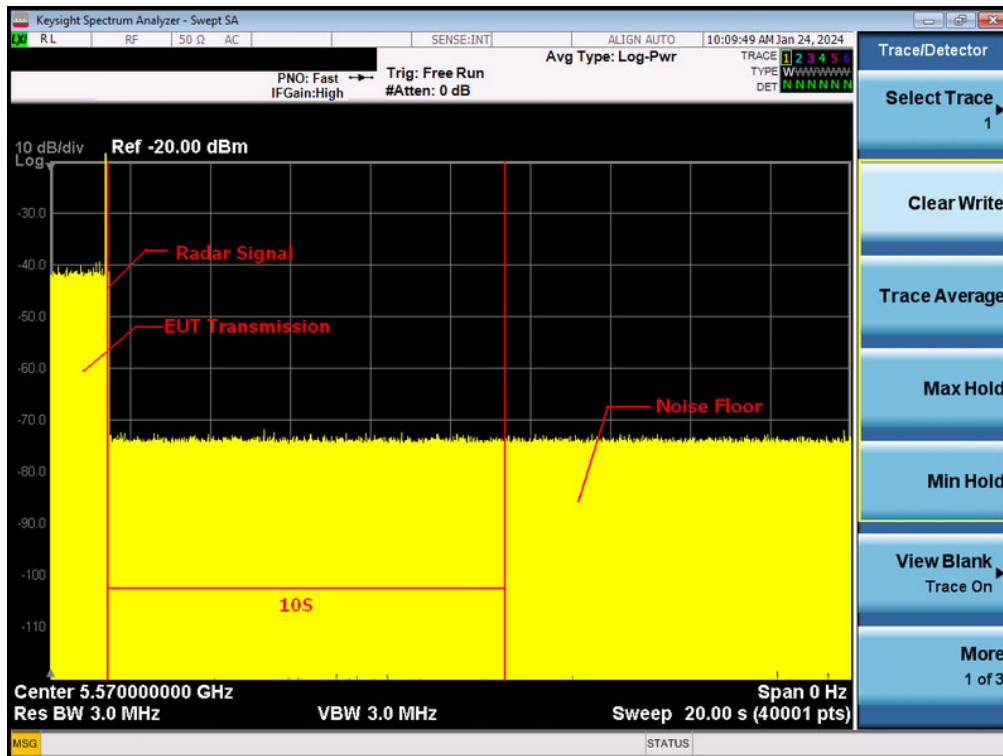 Keysight Spectrum Analyzer - Swept SA
LXI RL RF 50 Ω AC SENSE:INT ALIGN AUTO 10:09:49 AM Jan 24, 2024
PNO: Fast
IFGain:High
Trig: Free Run
#Atten: 0 dB
Avg Type: Log-Pwr
TRACE 1 2 3 4 5 6
TYPE WWWWWW
DET N N N N N N
10 dB/div
Log
Ref -20.00 dBm
-30.0
-40.0
-50.0
-60.0
-70.0
-80.0
-90.0
-100
-110
Radar Signal
EUT Transmission
Noise Floor
10S
Center 5.570000000 GHz
Span 0 Hz
Res BW 3.0 MHz
VBW 3.0 MHz
Sweep 20.00 s (40001 pts)
MSG
STATUS
Trace/Detector
Select Trace
1
Clear Write
Trace Average
Max Hold
Min Hold
View Blank
Trace On
More
1 of 3